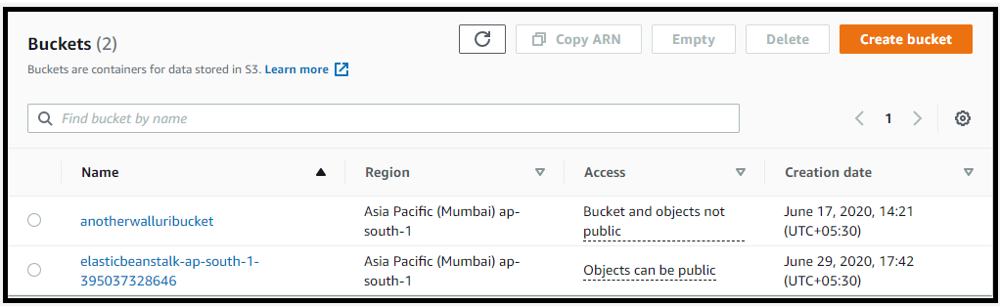 Buckets (2)
Copy ARN
Empty
Delete
Create bucket
Buckets are containers for data stored in S3. Learn more
Find bucket by name
1
Name
Region
Access
Creation date
anotherwalluribucket
Asia Pacific (Mumbai) ap-
south-1
Bucket and objects not
public
June 17, 2020, 14:21
(UTC+05:30)
elasticbeanstalk-ap-south-1-
395037328646
Asia Pacific (Mumbai) ap-
south-1
Objects can be public
June 29, 2020, 17:42
(UTC+05:30)